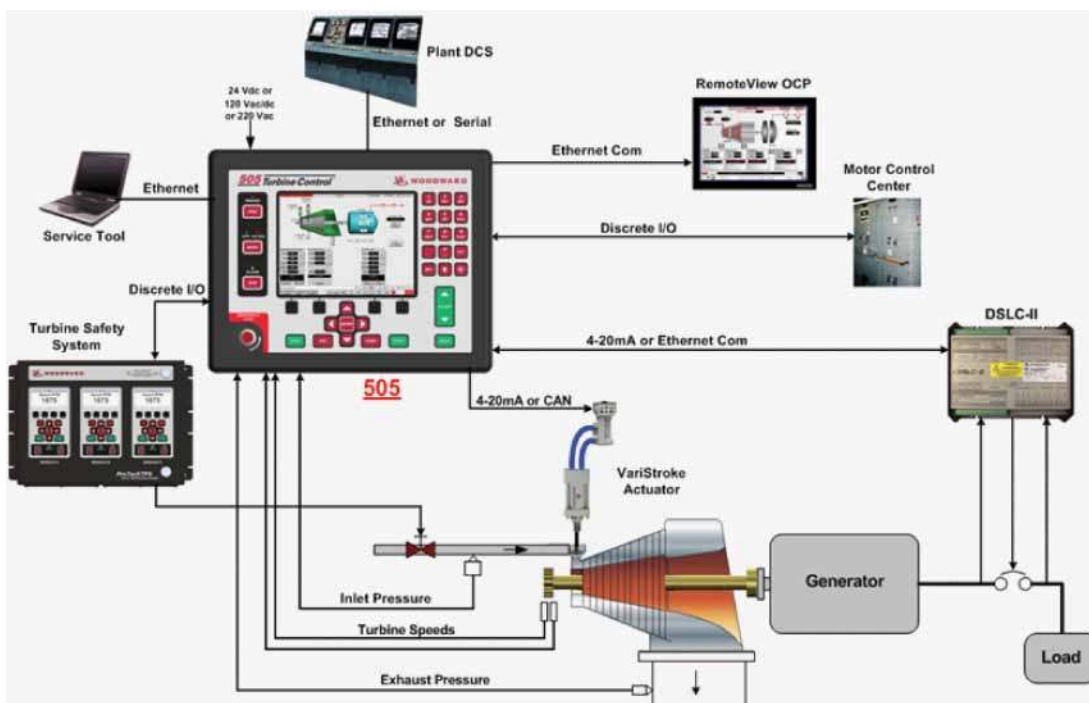 Plant DCS
24 Vdc or
120 Vac/dc
or 220 Vac
Ethernet or Serial
RemoteView OCP
Ethernet Com
Motor Control
Center
505 Turbine Control
WOODWARD
Ethernet
Service Tool
Discrete I/O
Discrete I/O
Turbine Safety
System
WOODWARD
DSLC-II
4-20mA or Ethernet Com
505
4-20mA or CAN
VariStroke
Actuator
Generator
Inlet Pressure
Turbine Speeds
Exhaust Pressure
Load